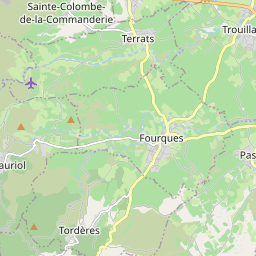 Sainte-Colombe-
de-la-Commanderie
Trouilla
Terrats
Fourques
Pas
auriol
Tordères